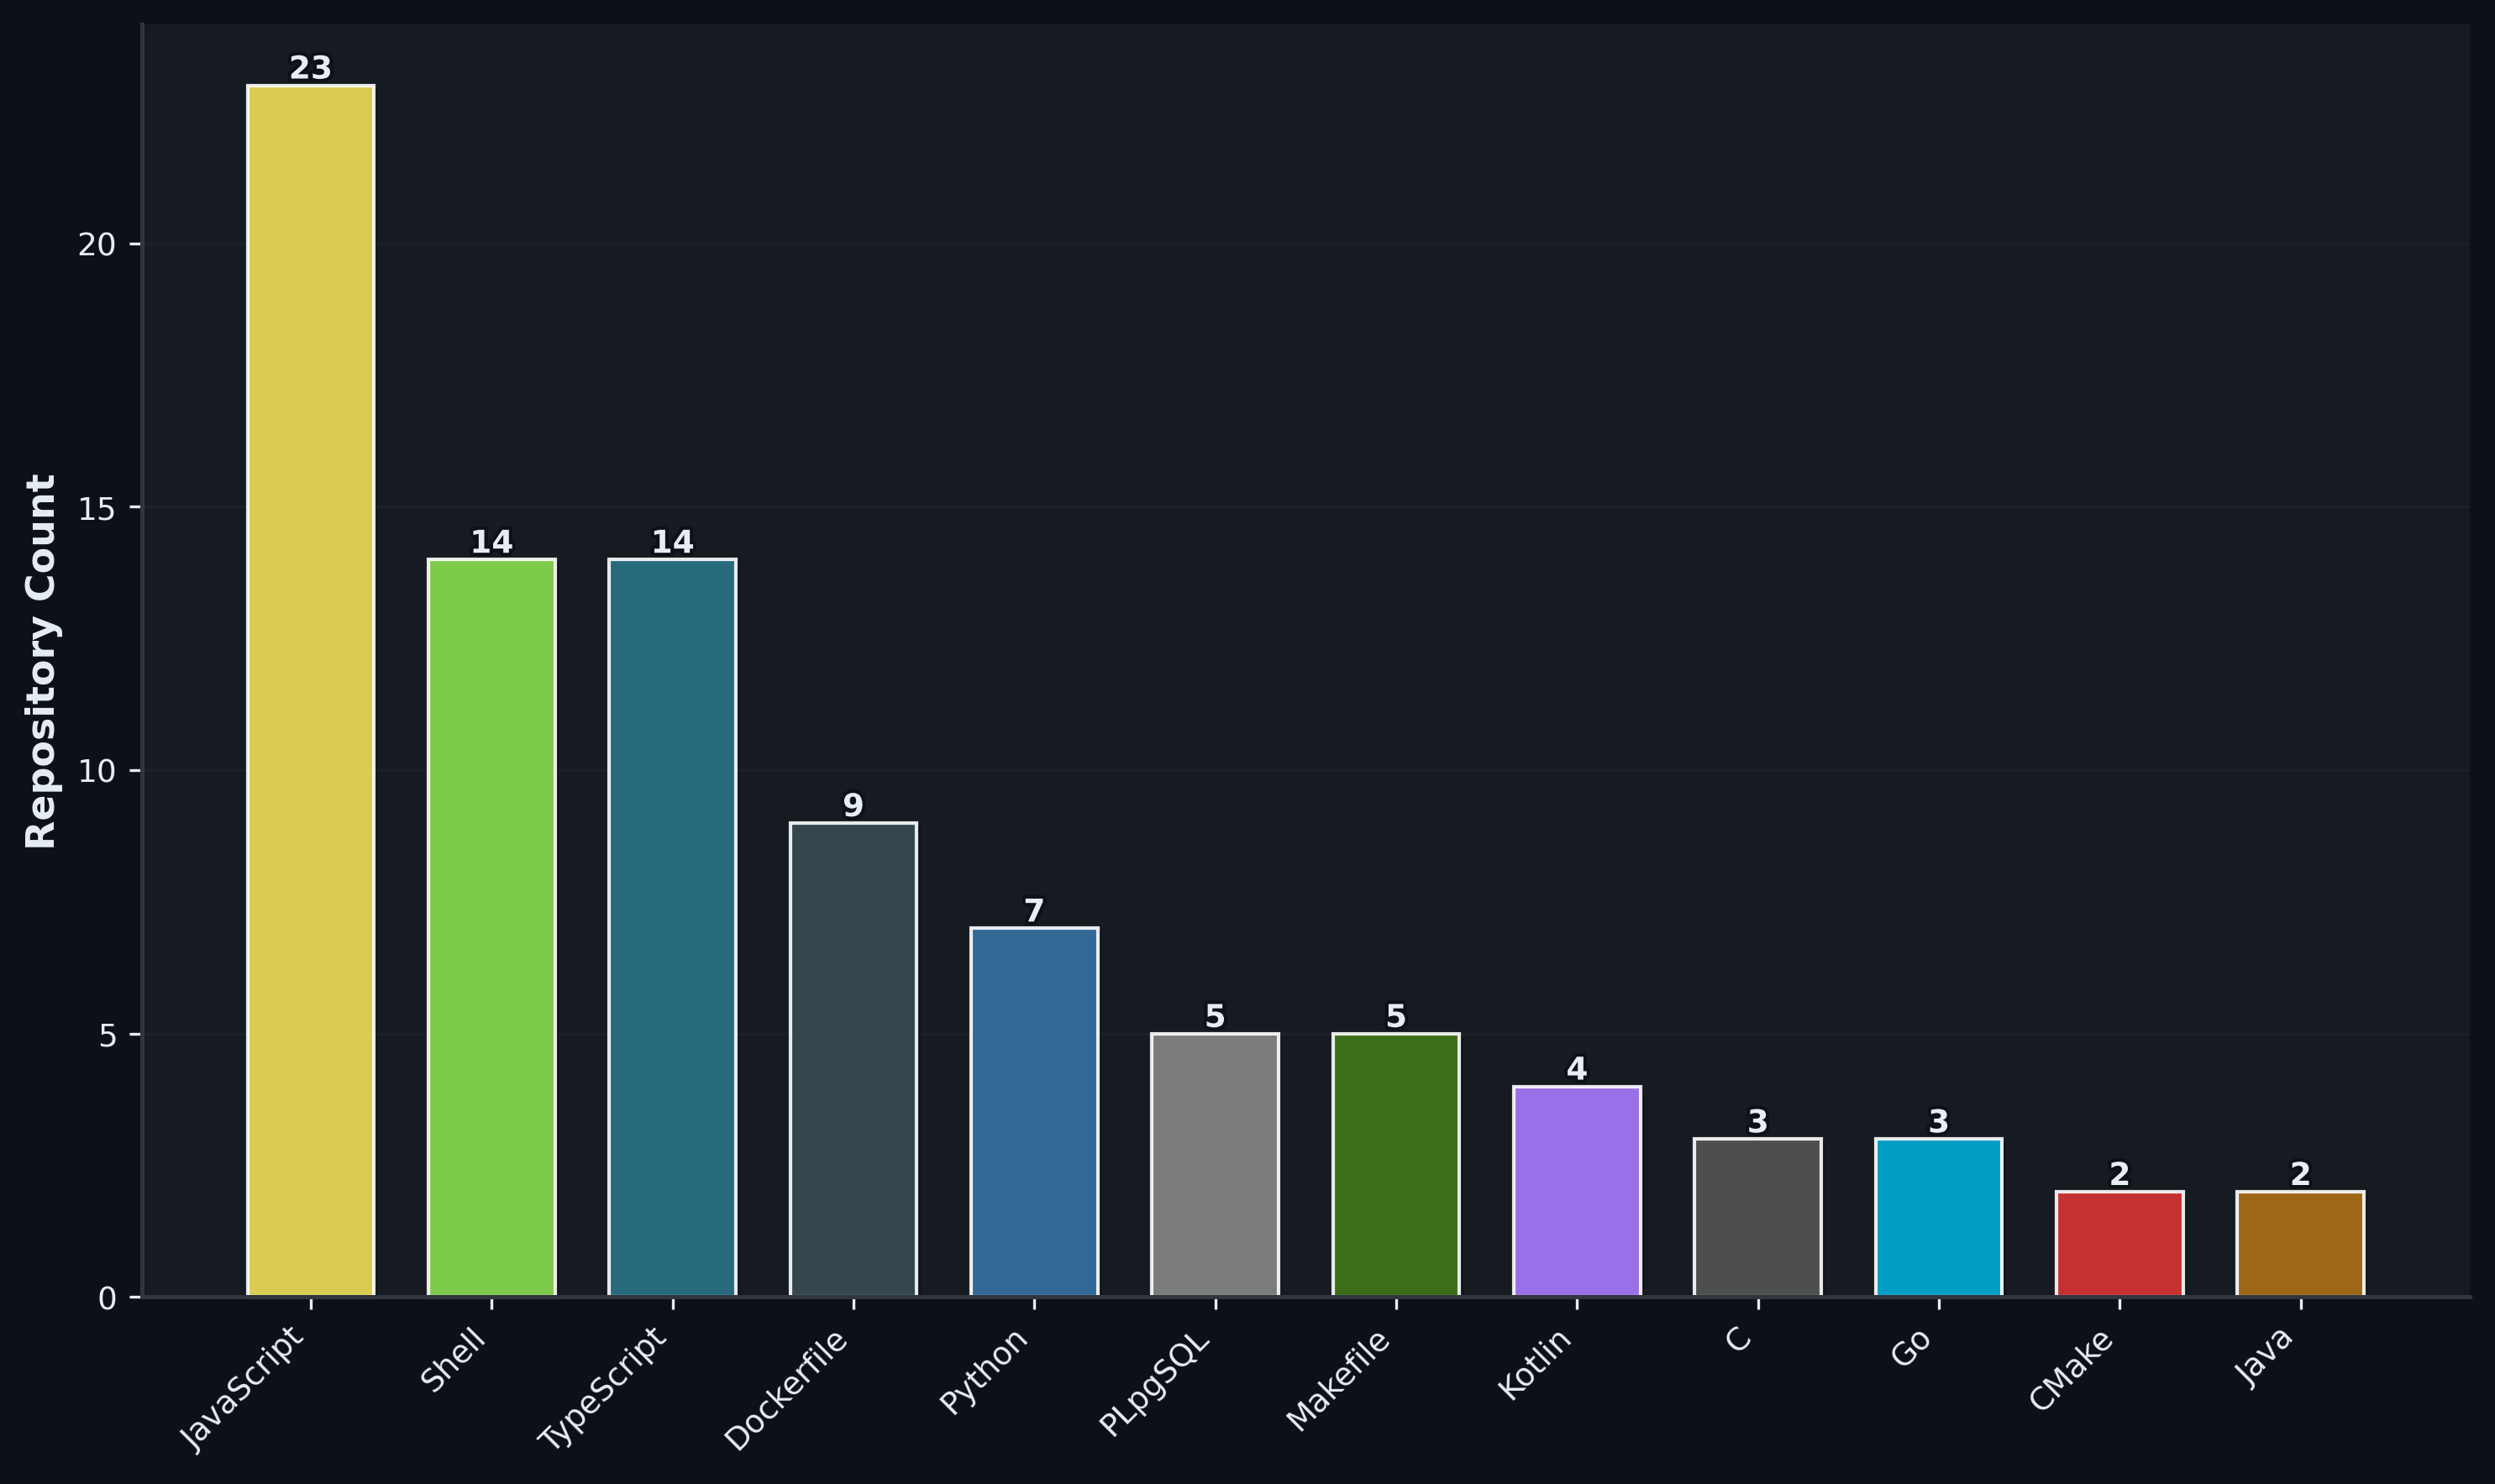 Repository Count
20
15
10
5
0
23
14
14
9
7
5
5
4
3
3
2
2
JavaScript
Shell
TypeScript
Dockerfile
Python
PLpgSQL
Makefile
Kotlin
C
Go
CMake
Java